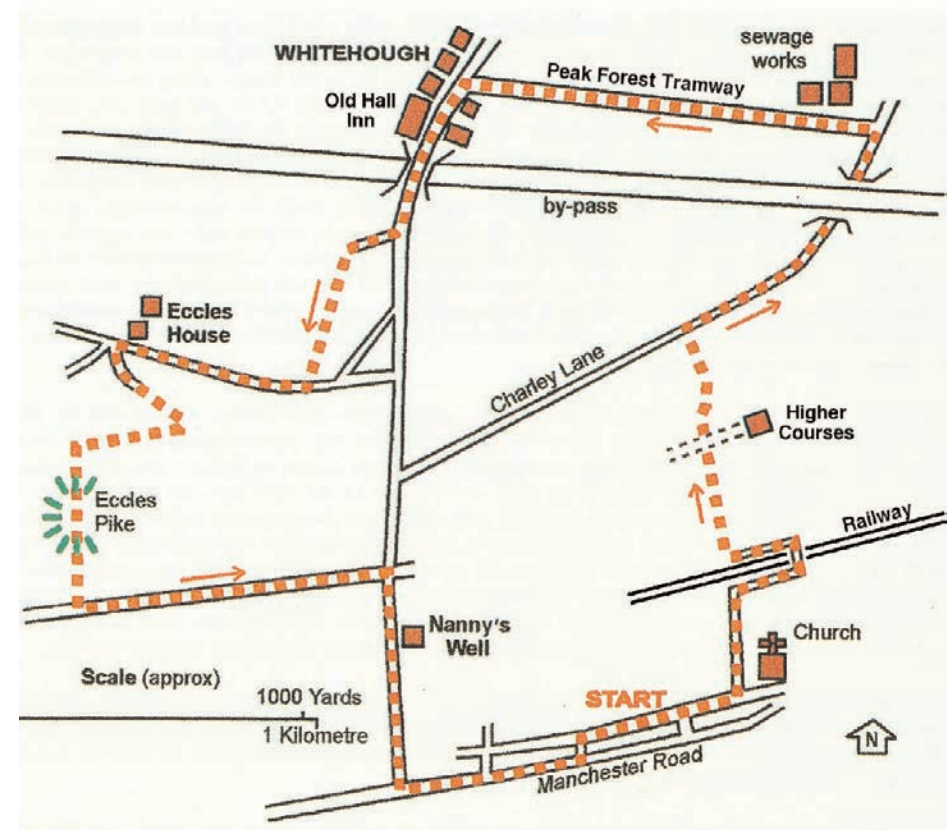 WHITEHOUGH
sewage
works
Peak Forest Tramway
Old Hall
Inn
by-pass
Eccles
House
Charley Lane
Higher
Courses
Eccles
Pike
Railway
Nanny's
Well
Church
Scale (approx)
1000 Yards
START
1 Kilometre
Manchester Road
N